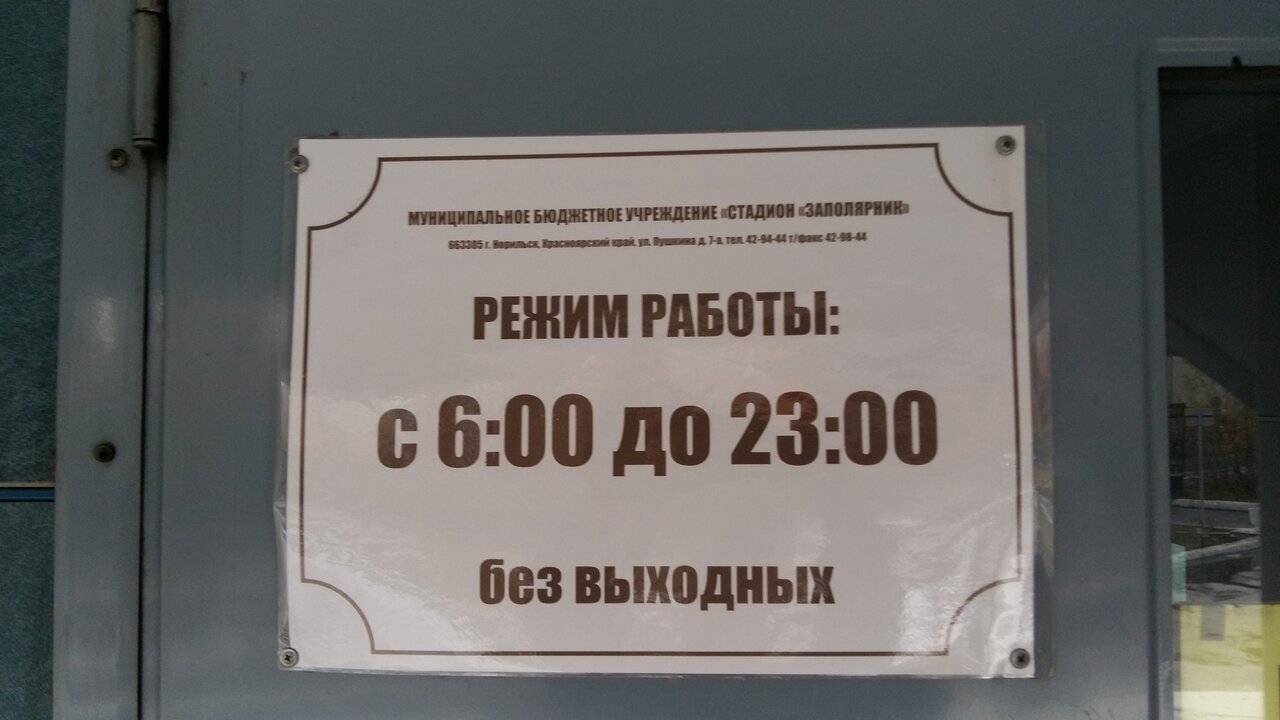 МУНИЦИПАЛЬНОЕ БЮДЖЕТНОЕ УЧРЕЖДЕНИЕ «СТАДИОН «ЗАПОЛЯРНИК»
663305 г. Норильск, Красноярский край, ул. Пушкина д. 7-а, тел. 42-94-44 т/факс 42-98-44
РЕЖИМ РАБОТЫ:
с 6:00 до 23:00
без выходных